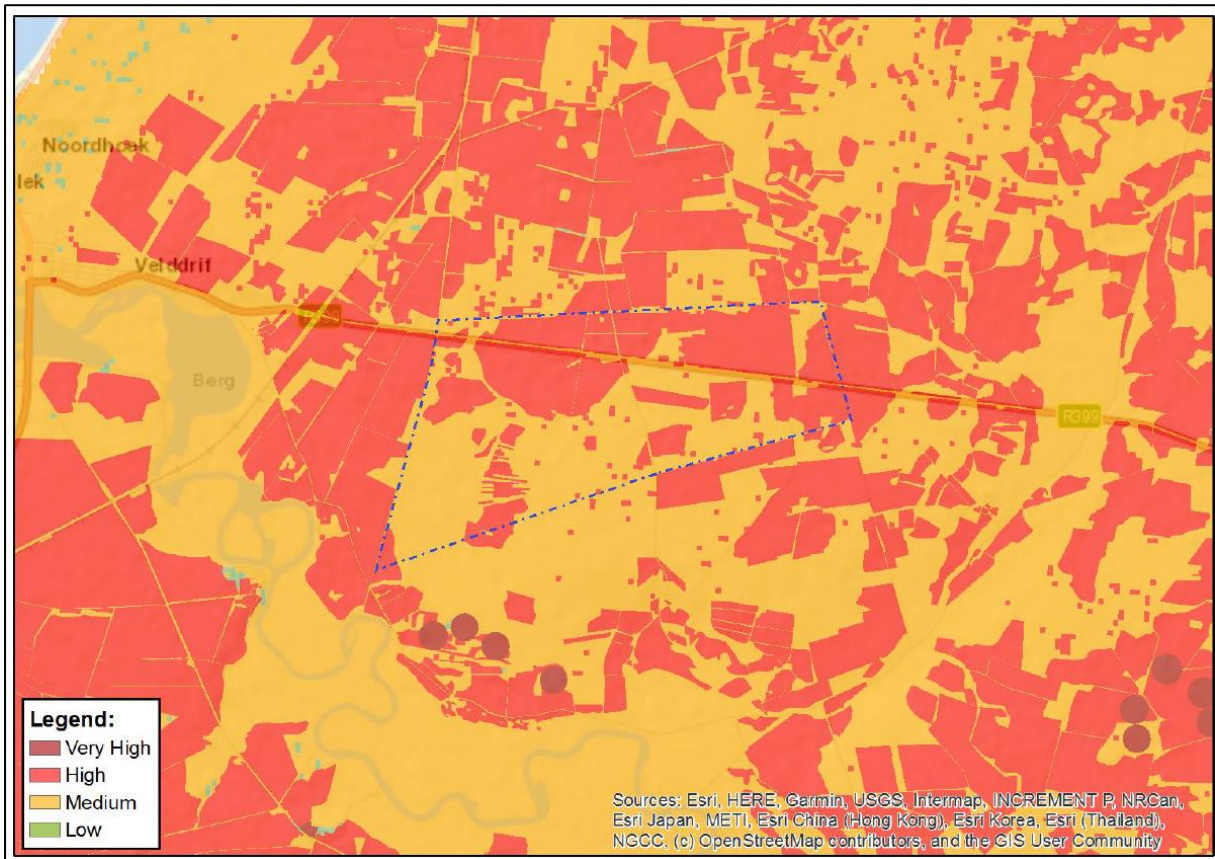 Noordhoek
lek
Velddrif
Berg
R399
Legend:
Very High
High
Medium
Low
Sources: Esri, HERE, Garmin, USGS, Intermap, INCREMENT P, NRCan,
Esri Japan, METI, Esri China (Hong Kong), Esri Korea, Esri (Thailand),
NGCC, (c) OpenStreetMap contributors, and the GIS User Community